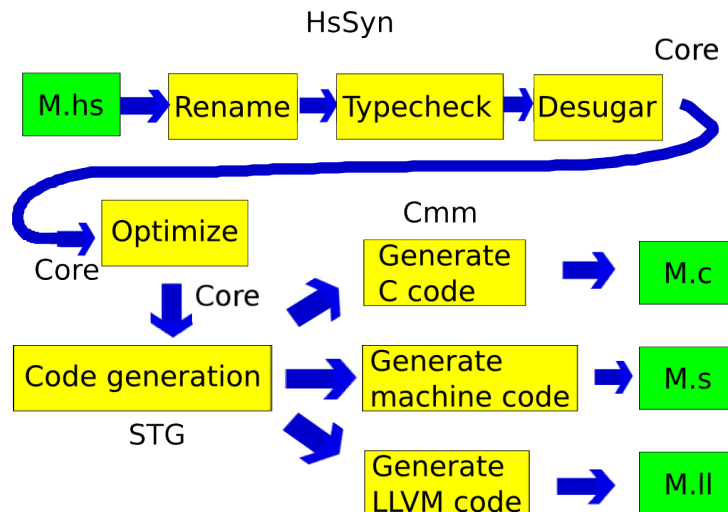 HsSyn
Core
M.hs
Rename
Typecheck
Desugar
Optimize
Core
Core
Cmm
Generate
C code
M.c
Code generation
STG
Generate
machine code
M.s
Generate
LLVM code
M.ll